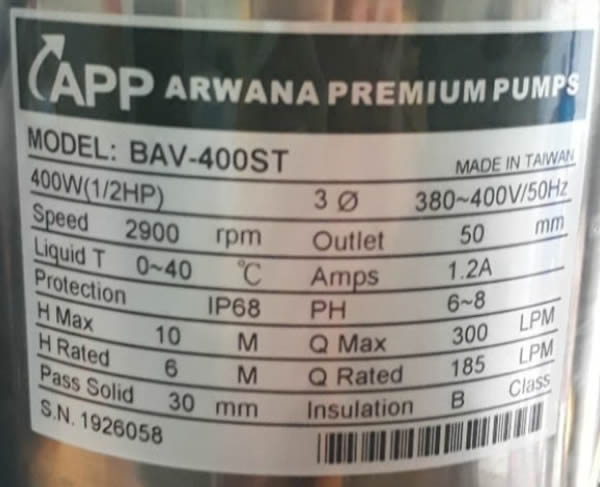 APP ARWANA PREMIUM PUMPS
MODEL: BAV-400ST MADE IN TAIWAN
400W(1/2HP) 3 Ø 380~400V/50Hz
Speed 2900 rpm Outlet 50 mm
Liquid T 0~40 ℃ Amps 1.2A
Protection IP68 PH 6~8
H Max 10 M Q Max 300 LPM
H Rated 6 M Q Rated 185 LPM
Pass Solid 30 mm Insulation B Class
S.N. 1926058